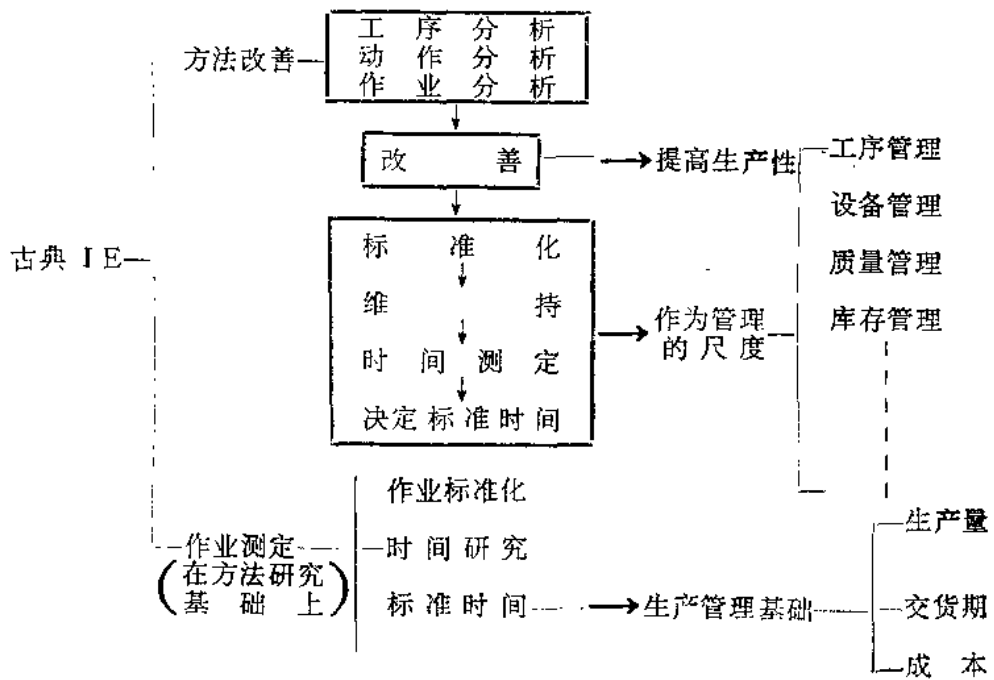 工序分析
方法改善
动作分析
作业分析
改善
提高生产性
工序管理
设备管理
质量管理
库存管理
古典IE
标准化
维持
时间测定
决定标准时间
作为管理
的尺度
作业标准化
作业测定
(在方法研究
基础上)
时间研究
标准时间
生产管理基础
生产量
交货期
成本